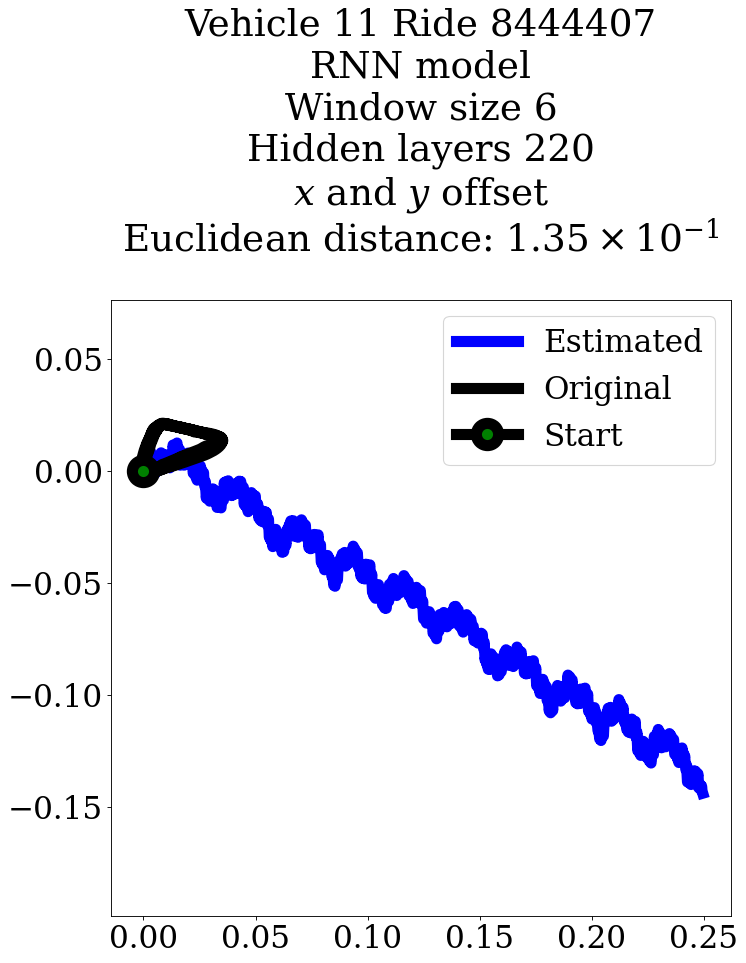 Vehicle 11 Ride 8444407
RNN model
Window size 6
Hidden layers 220
x and y offset
Euclidean distance: 1.35 × 10⁻¹
Estimated
Original
Start
0.05
0.00
−0.05
−0.10
−0.15
0.00 0.05 0.10 0.15 0.20 0.25